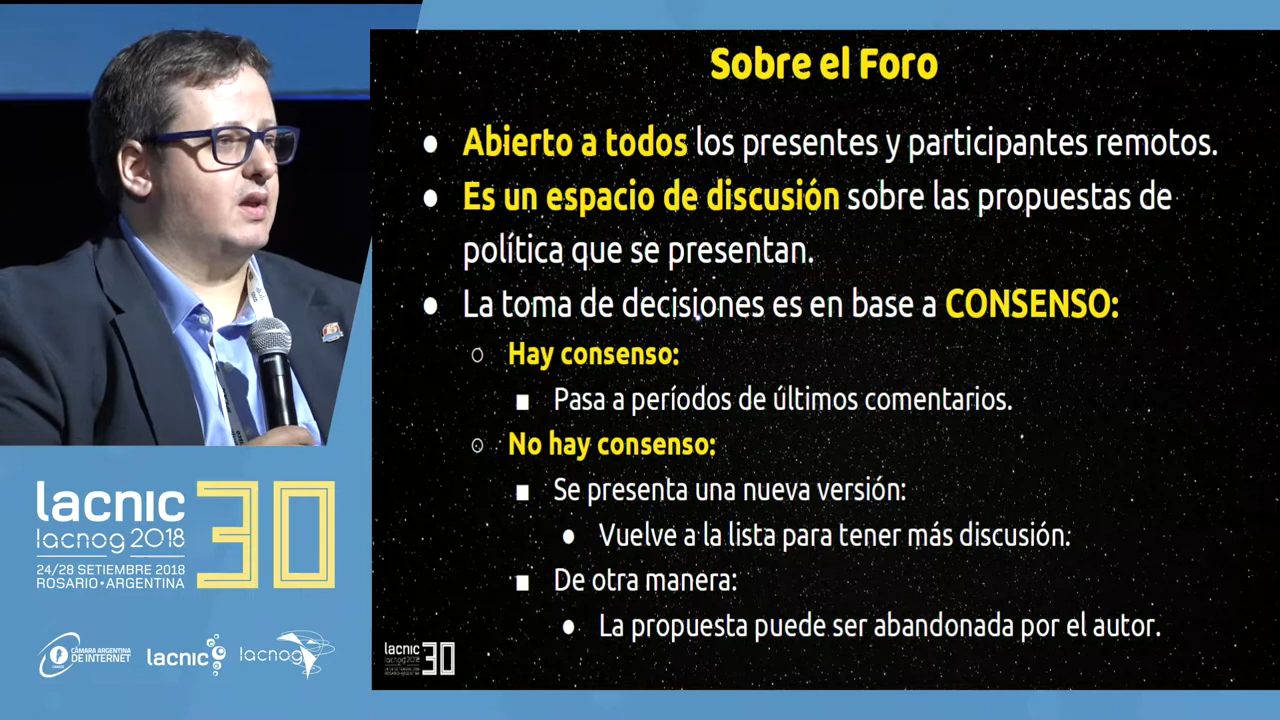 Sobre el Foro
● Abierto a todos los presentes y participantes remotos.
● Es un espacio de discusión sobre las propuestas de
política que se presentan.
● La toma de decisiones es en base a CONSENSO:
○ Hay consenso:
■ Pasa a períodos de últimos comentarios.
○ No hay consenso:
■ Se presenta una nueva versión:
● Vuelve a la lista para tener más discusión.
■ De otra manera:
● La propuesta puede ser abandonada por el autor.
lacnic 30
lacnog 2018
24/28 SETIEMBRE 2018
ROSARIO • ARGENTINA
CÁMARA ARGENTINA
DE INTERNET
lacnic
lacnog
lacnic 30
lacnog 2018